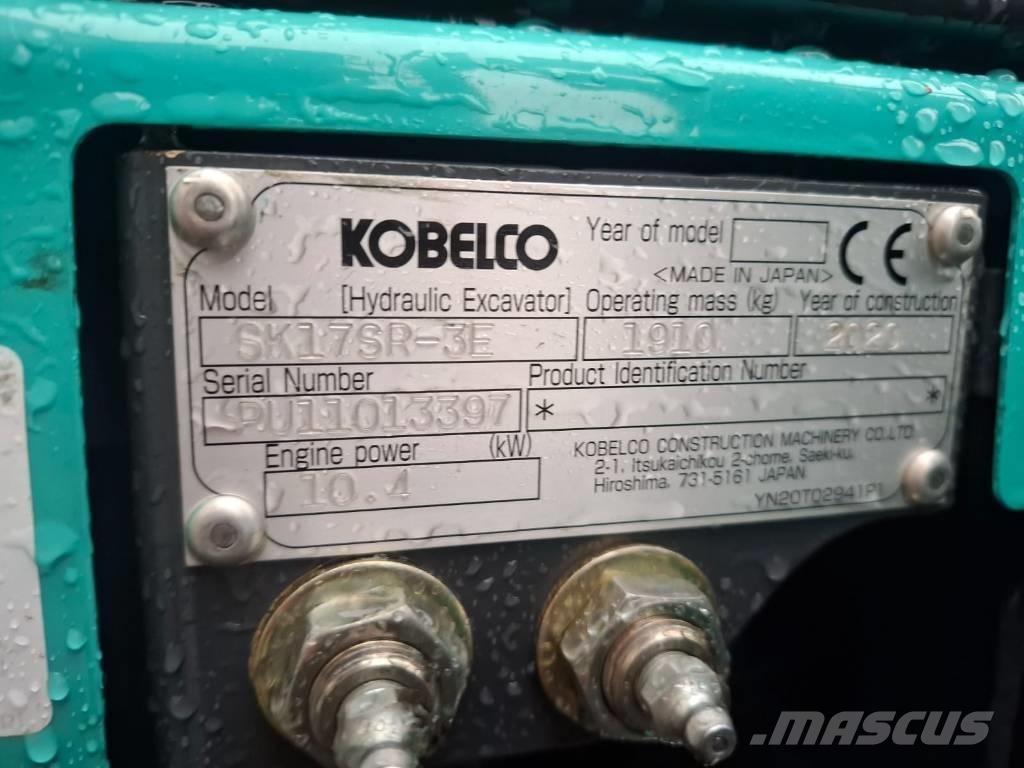 KOBELCO
Year of model
<MADE IN JAPAN>
CE
Model [Hydraulic Excavator] Operating mass (kg) Year of construction
SK17SR-3E 1910
Serial Number Product Identification Number
PU11013397 * *
Engine power (kW)
10.4
KOBELCO CONSTRUCTION MACHINERY CO.,LTD.
2-1, Itsukaichikou 2-chome, Saeki-ku,
Hiroshima, 731-5161 JAPAN
YN20T02941P1
.MASCUS